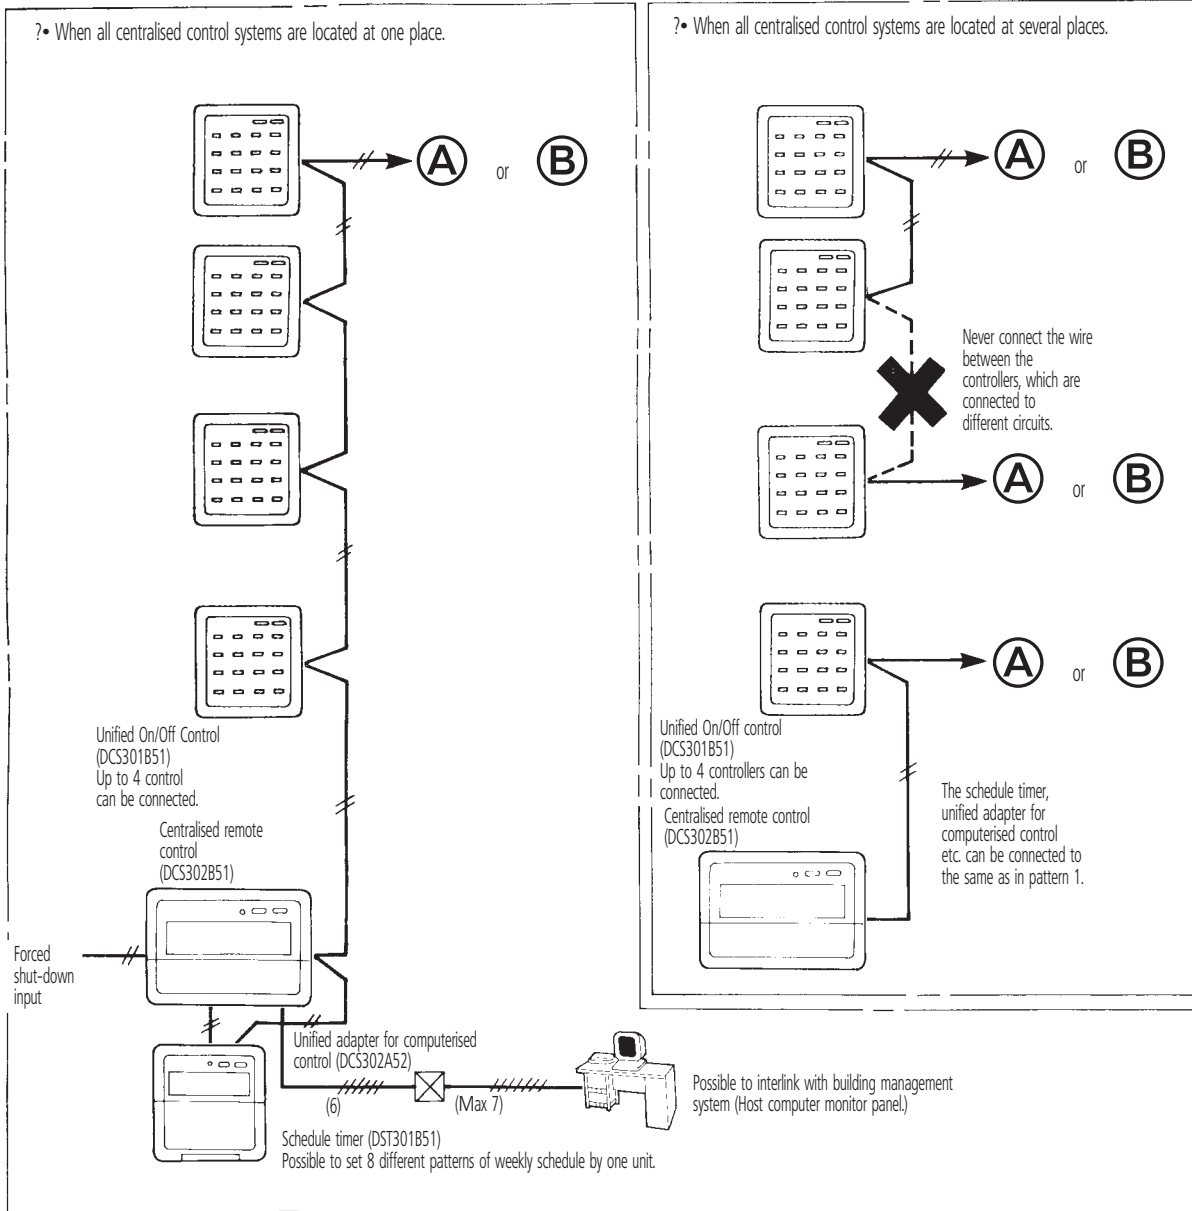 ?• When all centralised control systems are located at one place.
A or B
Unified On/Off Control
(DCS301B51)
Up to 4 control
can be connected.
Centralised remote
control
(DCS302B51)
Forced
shut-down
input
Unified adapter for computerised
control (DCS302A52)
(6)
(Max 7)
Possible to interlink with building management
system (Host computer monitor panel.)
Schedule timer (DST301B51)
Possible to set 8 different patterns of weekly schedule by one unit.
?• When all centralised control systems are located at several places.
A or B
Never connect the wire
between the
controllers, which are
connected to
different circuits.
A or B
A or B
Unified On/Off control
(DCS301B51)
Up to 4 controllers can be
connected.
Centralised remote control
(DCS302B51)
The schedule timer,
unified adapter for
computerised control
etc. can be connected to
the same as in pattern 1.